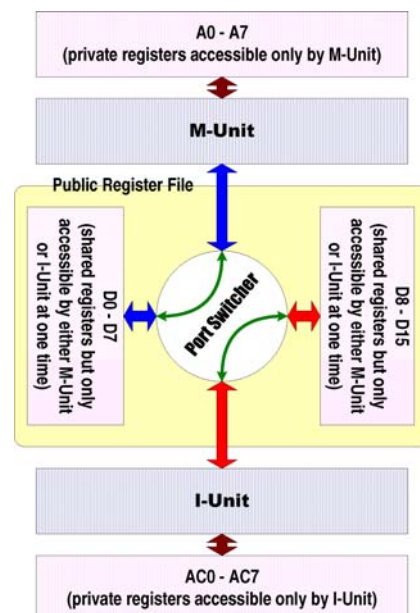 A0 - A7
(private registers accessible only by M-Unit)
M-Unit
Public Register File
D0 - D7
(shared registers but only
accessible by either M-Unit
or I-Unit at one time)
Port Switcher
D8 - D15
(shared registers but only
accessible by either M-Unit
or I-Unit at one time)
I-Unit
AC0 - AC7
(private registers accessible only by I-Unit)